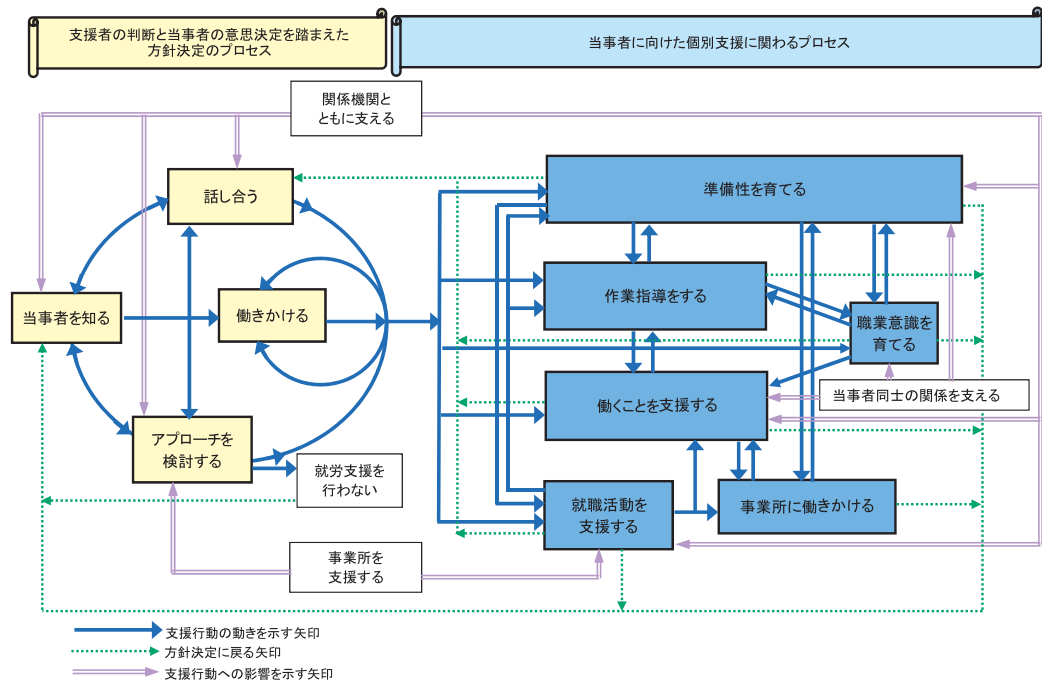 支援者の判断と当事者の意思決定を踏まえた
方針決定のプロセス
当事者に向けた個別支援に関わるプロセス
関係機関と
ともに支える
話し合う
準備性を育てる
当事者を知る
働きかける
作業指導をする
職業意識を
育てる
働くことを支援する
当事者同士の関係を支える
アプローチを
検討する
就労支援を
行わない
就職活動を
支援する
事業所に働きかける
事業所を
支援する
支援行動の動きを示す矢印
方針決定に戻る矢印
支援行動への影響を示す矢印